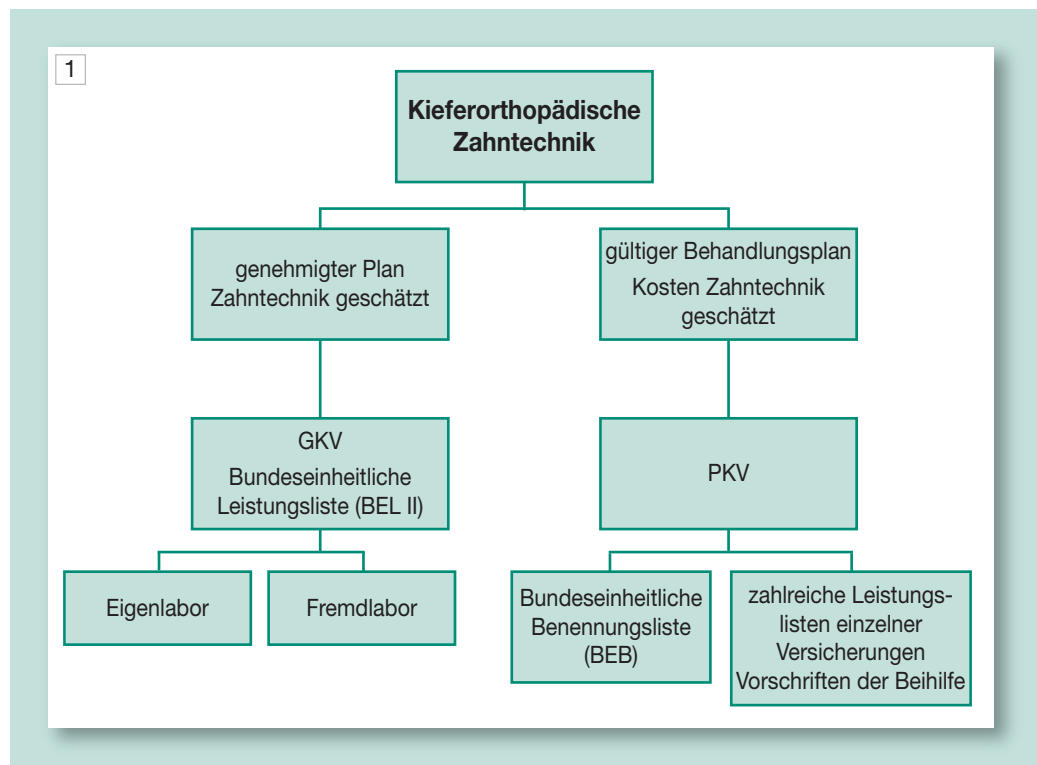 1
Kieferorthopädische
Zahntechnik
genehmigter Plan
Zahntechnik geschätzt
gültiger Behandlungsplan
Kosten Zahntechnik
geschätzt
GKV
Bundeseinheitliche
Leistungsliste (BEL II)
PKV
Eigenlabor
Fremdlabor
Bundeseinheitliche
Benennungsliste
(BEB)
zahlreiche Leistungs-
listen einzelner
Versicherungen
Vorschriften der Beihilfe